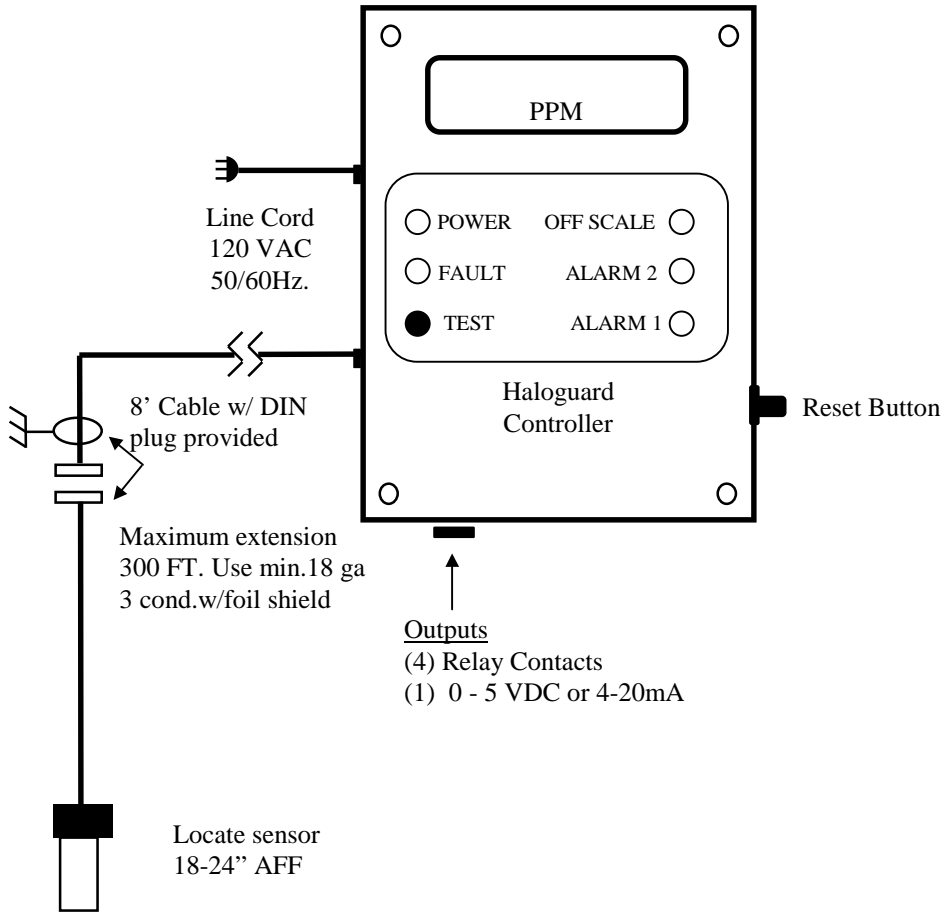 PPM
Line Cord
120 VAC
50/60Hz.
POWER
OFF SCALE
FAULT
ALARM 2
TEST
ALARM 1
Haloguard
Controller
Reset Button
8’ Cable w/ DIN
plug provided
Maximum extension
300 FT. Use min.18 ga
3 cond.w/foil shield
Outputs
(4) Relay Contacts
(1) 0 - 5 VDC or 4-20mA
Locate sensor
18-24” AFF